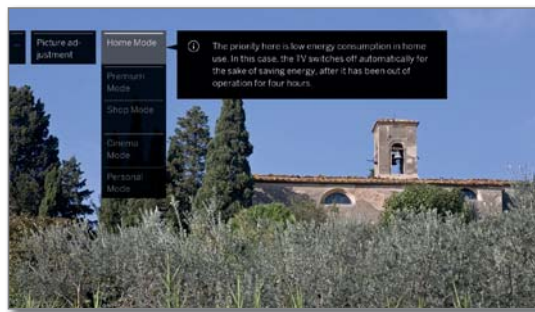 ... Picture ad-
justment
Home Mode
Premium
Mode
Shop Mode
Cinema
Mode
Personal
Mode
The priority here is low energy consumption in home
use. In this case, the TV switches off automatically for
the sake of saving energy, after it has been out of
operation for four hours.